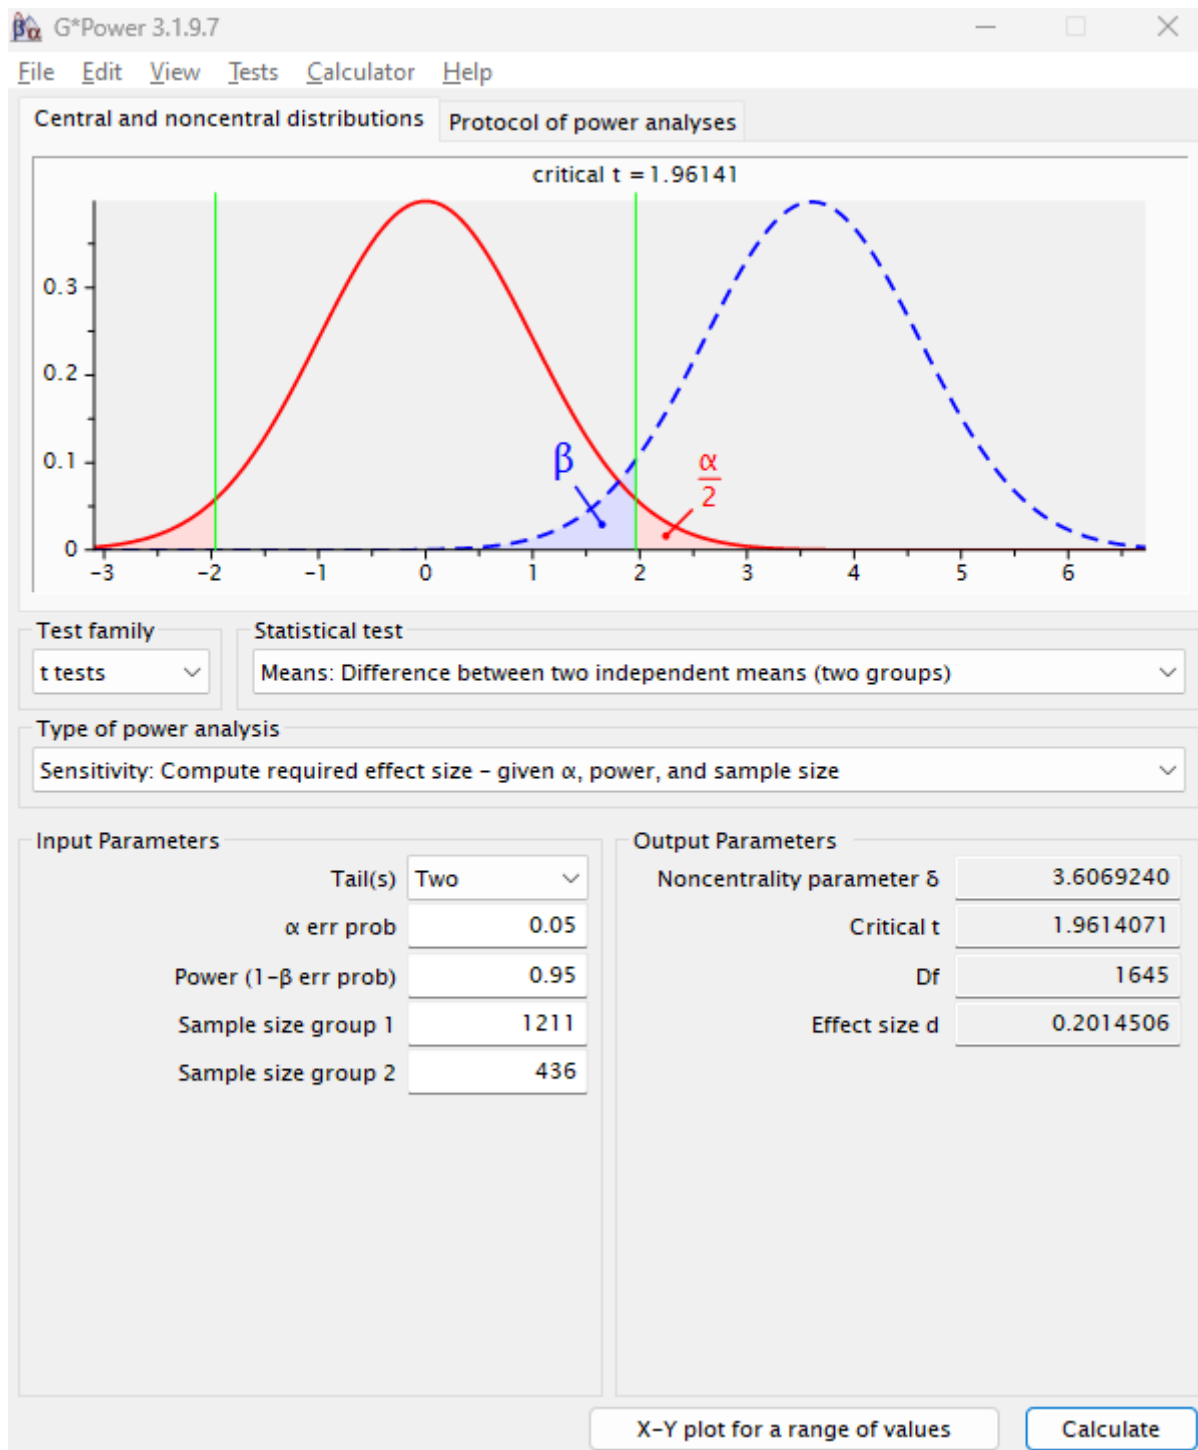 G*Power 3.1.9.7
File Edit View Tests Calculator Help
Central and noncentral distributions Protocol of power analyses
critical t = 1.96141
0.3
0.2
0.1
0
β
α
2
-3 -2 -1 0 1 2 3 4 5 6
Test family
t tests
Statistical test
Means: Difference between two independent means (two groups)
Type of power analysis
Sensitivity: Compute required effect size – given α, power, and sample size
Input Parameters
Tail(s) Two
α err prob 0.05
Power (1-β err prob) 0.95
Sample size group 1 1211
Sample size group 2 436
Output Parameters
Noncentrality parameter δ 3.6069240
Critical t 1.9614071
Df 1645
Effect size d 0.2014506
X-Y plot for a range of values Calculate